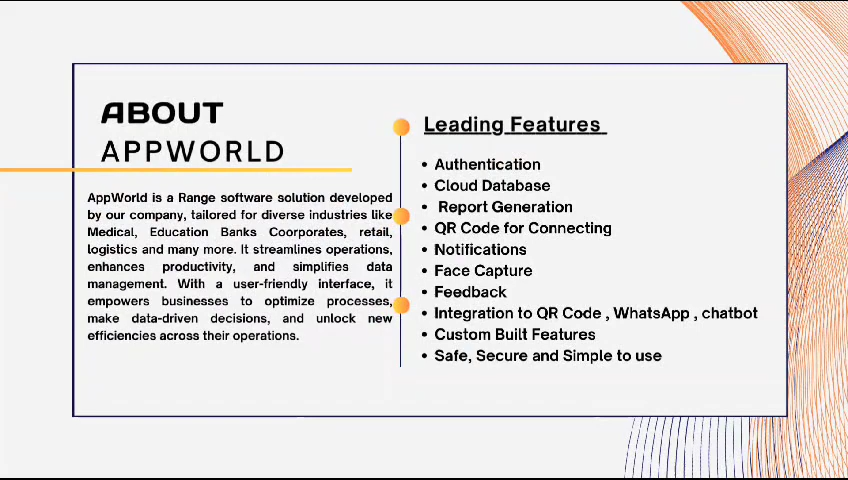 ABOUT
APPWORLD
AppWorld is a Range software solution developed
by our company, tailored for diverse industries like
Medical, Education Banks Coorporates, retail,
logistics and many more. It streamlines operations,
enhances productivity, and simplifies data
management. With a user-friendly interface, it
empowers businesses to optimize processes,
make data-driven decisions, and unlock new
efficiencies across their operations.
Leading Features
• Authentication
• Cloud Database
• Report Generation
• QR Code for Connecting
• Notifications
• Face Capture
• Feedback
• Integration to QR Code , WhatsApp , chatbot
• Custom Built Features
• Safe, Secure and Simple to use